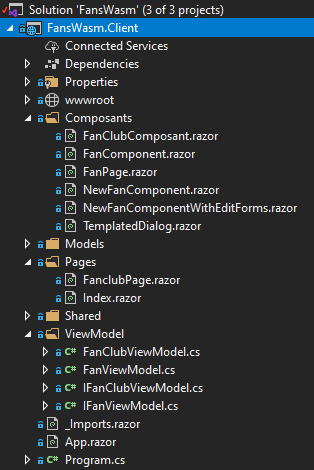 Solution 'FansWasm' (3 of 3 projects)
FansWasm.Client
Connected Services
Dependencies
Properties
wwwroot
Composants
FanClubComposant.razor
FanComponent.razor
FanPage.razor
NewFanComponent.razor
NewFanComponentWithEditForms.razor
TemplatedDialog.razor
Models
Pages
FanclubPage.razor
Index.razor
Shared
ViewModel
C# FanClubViewModel.cs
C# FanViewModel.cs
C# IFanClubViewModel.cs
C# IFanViewModel.cs
_Imports.razor
App.razor
C# Program.cs